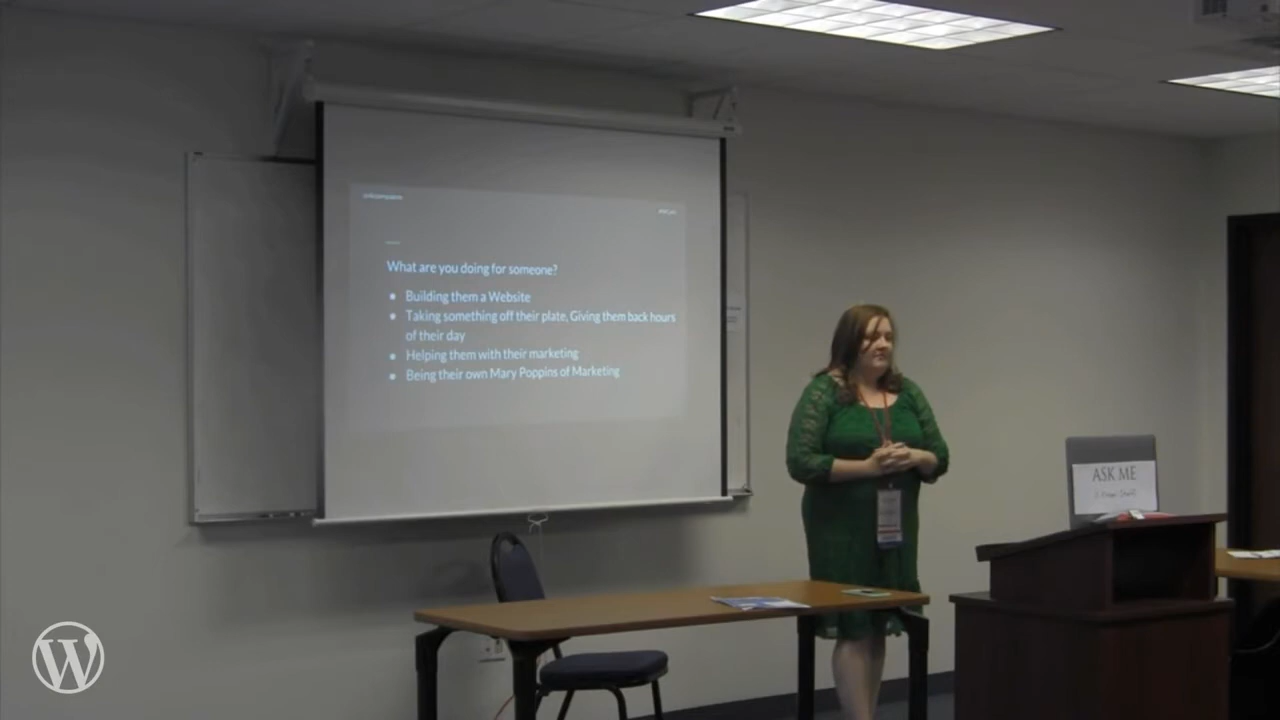 What are you doing for someone?
Building them a Website
Taking something off their plate, Giving them back hours
of their day
Helping them with their marketing
Being their own Mary Poppins of Marketing
ASK ME
W